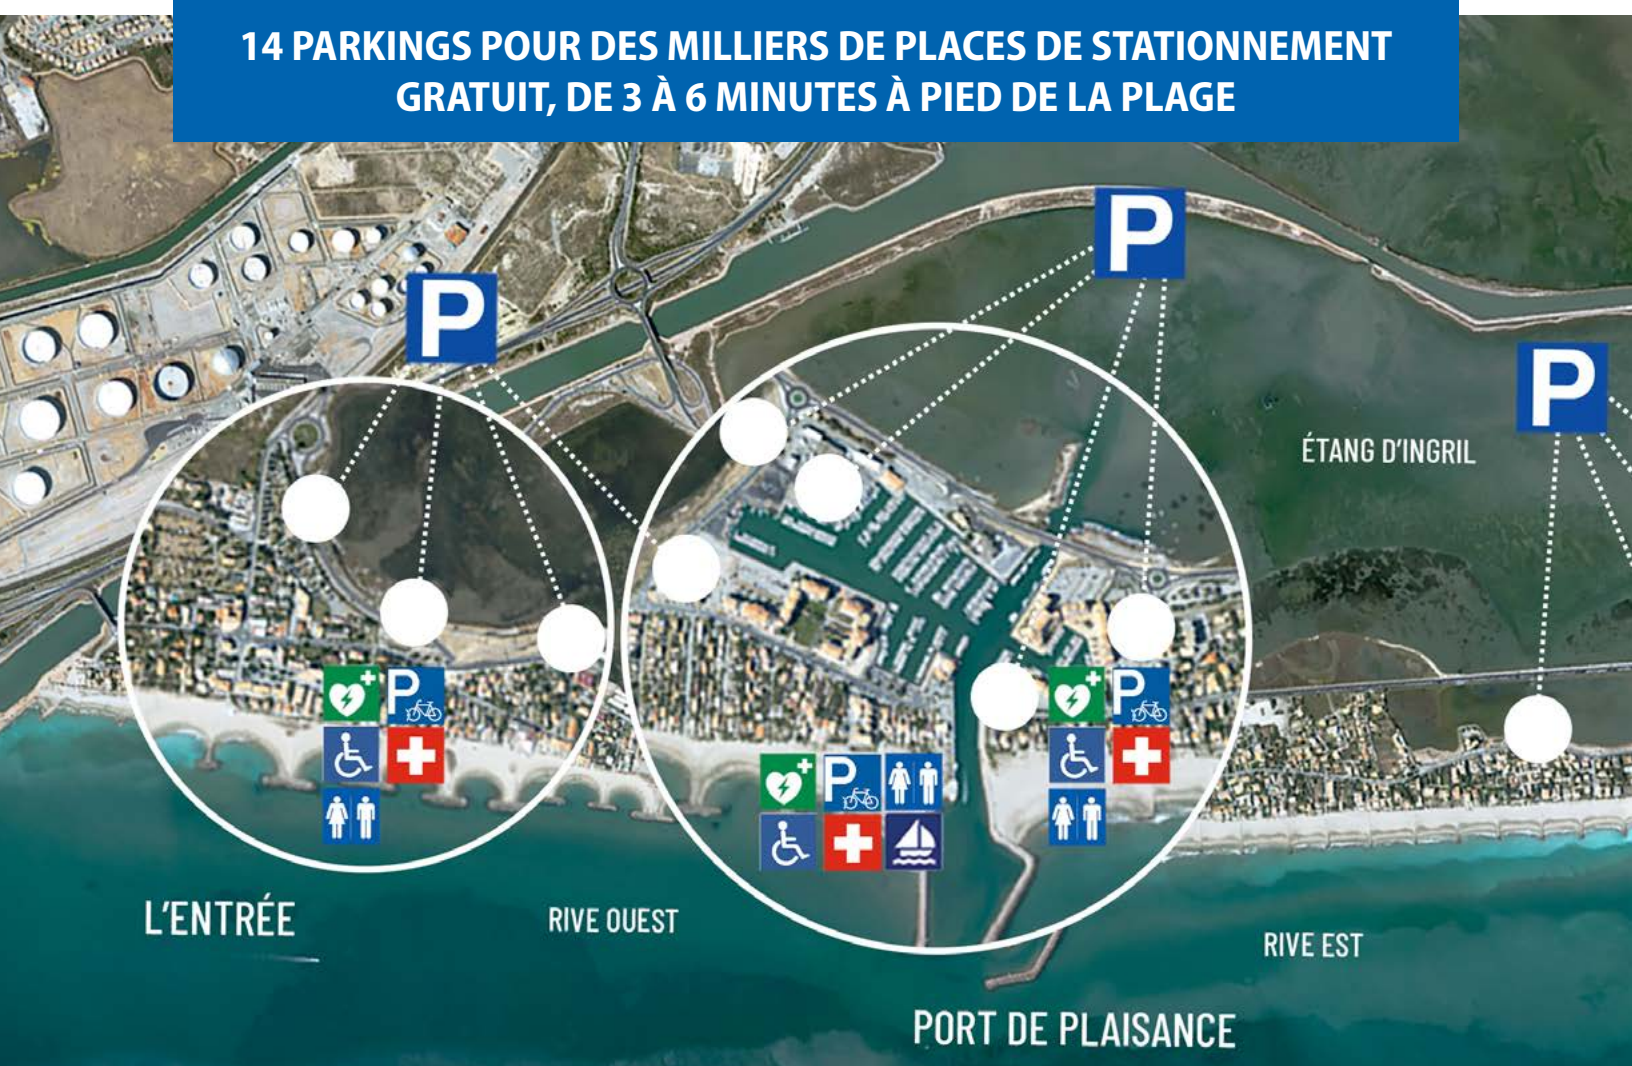 14 PARKINGS POUR DES MILLIERS DE PLACES DE STATIONNEMENT
GRATUIT, DE 3 À 6 MINUTES À PIED DE LA PLAGE
P
P
P
ÉTANG D'INGRIL
P
P
P
L'ENTRÉE
RIVE OUEST
RIVE EST
PORT DE PLAISANCE